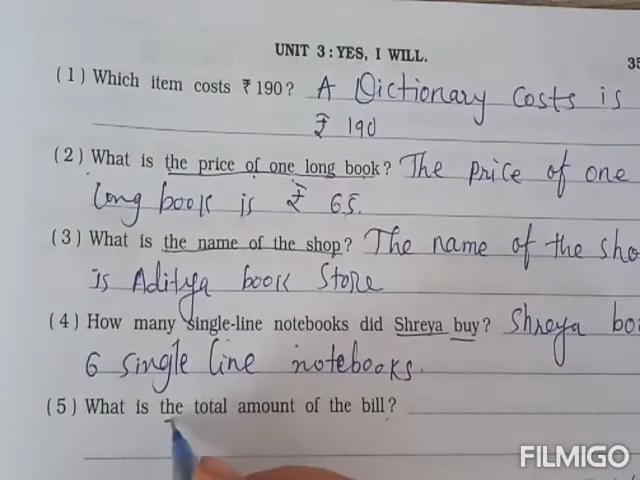 UNIT 3 : YES, I WILL. 35
(1) Which item costs ₹190? A Dictionary costs is
₹ 190
(2) What is the price of one long book? The price of one
long book is ₹ 65.
(3) What is the name of the shop? The name of the sho
is Aditya book Store
(4) How many single-line notebooks did Shreya buy? Shreya bo
6 single line notebooks.
(5) What is the total amount of the bill?
FILMIGO